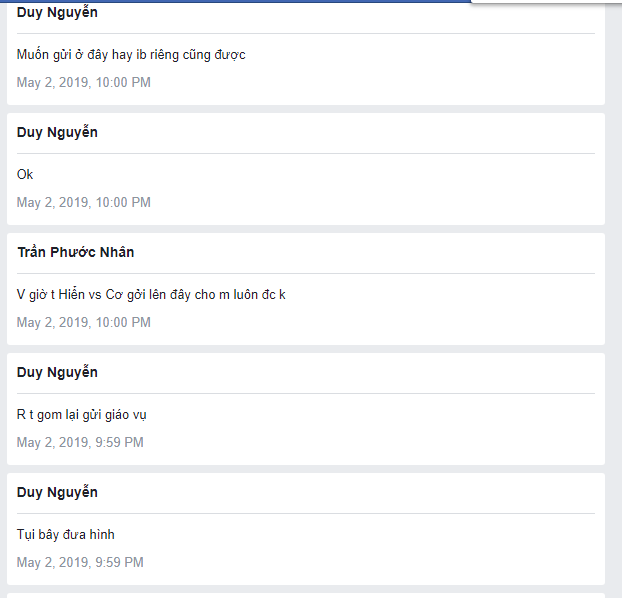 Duy Nguyễn
Muốn gửi ở đây hay ib riêng cũng được
May 2, 2019, 10:00 PM
Duy Nguyễn
Ok
May 2, 2019, 10:00 PM
Trần Phước Nhân
V giờ t Hiển vs Cơ gởi lên đây cho m luôn đc k
May 2, 2019, 10:00 PM
Duy Nguyễn
R t gom lại gửi giáo vụ
May 2, 2019, 9:59 PM
Duy Nguyễn
Tụi bây đưa hình
May 2, 2019, 9:59 PM